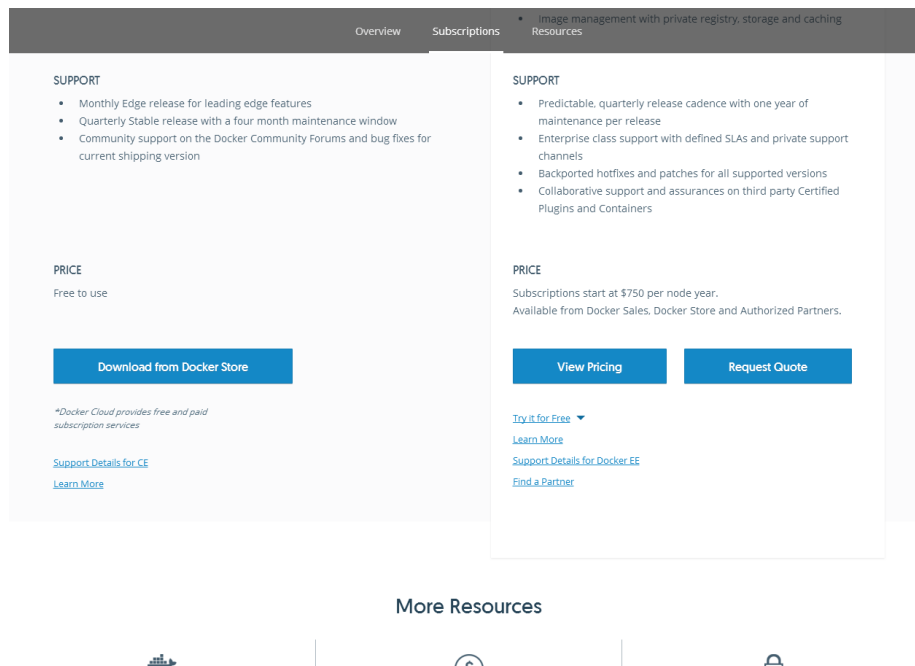 Image management with private registry, storage and caching
Overview
Subscriptions
Resources
SUPPORT
Monthly Edge release for leading edge features
Quarterly Stable release with a four month maintenance window
Community support on the Docker Community Forums and bug fixes for
current shipping version
PRICE
Free to use
Download from Docker Store
*Docker Cloud provides free and paid
subscription services
Support Details for CE
Learn More
SUPPORT
Predictable, quarterly release cadence with one year of
maintenance per release
Enterprise class support with defined SLAs and private support
channels
Backported hotfixes and patches for all supported versions
Collaborative support and assurances on third party Certified
Plugins and Containers
PRICE
Subscriptions start at $750 per node year.
Available from Docker Sales, Docker Store and Authorized Partners.
View Pricing
Request Quote
Try it for Free
Learn More
Support Details for Docker EE
Find a Partner
More Resources
$